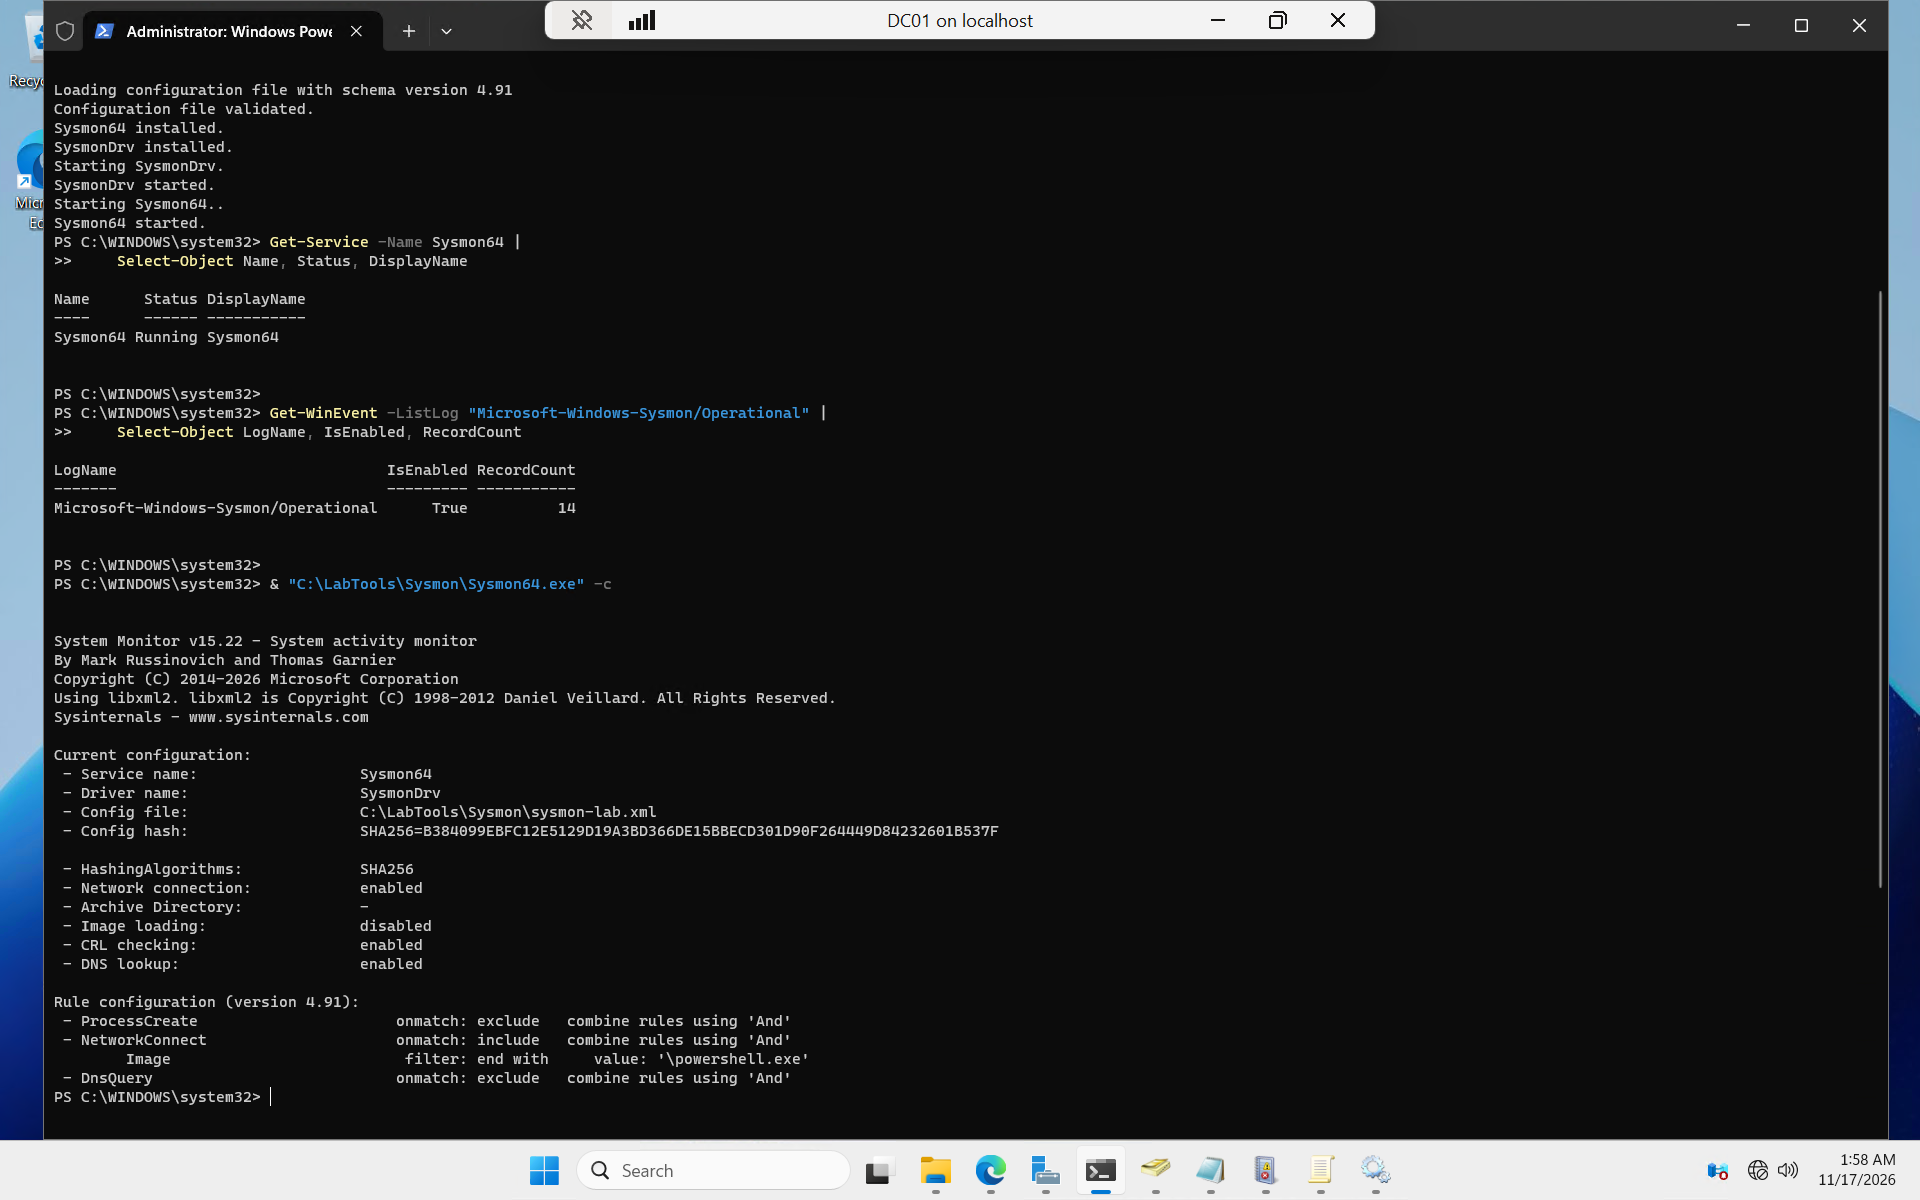 Administrator: Windows Powe
DC01 on localhost
Recyc
Micr
Ed
Loading configuration file with schema version 4.91
Configuration file validated.
Sysmon64 installed.
SysmonDrv installed.
Starting SysmonDrv.
SysmonDrv started.
Starting Sysmon64..
Sysmon64 started.
PS C:\WINDOWS\system32> Get-Service -Name Sysmon64 |
>>     Select-Object Name, Status, DisplayName
Name      Status DisplayName
----      ------ -----------
Sysmon64 Running Sysmon64
PS C:\WINDOWS\system32>
PS C:\WINDOWS\system32> Get-WinEvent -ListLog "Microsoft-Windows-Sysmon/Operational" |
>>     Select-Object LogName, IsEnabled, RecordCount
LogName                              IsEnabled RecordCount
-------                              --------- -----------
Microsoft-Windows-Sysmon/Operational      True          14
PS C:\WINDOWS\system32>
PS C:\WINDOWS\system32> & "C:\LabTools\Sysmon\Sysmon64.exe" -c
System Monitor v15.22 - System activity monitor
By Mark Russinovich and Thomas Garnier
Copyright (C) 2014-2026 Microsoft Corporation
Using libxml2. libxml2 is Copyright (C) 1998-2012 Daniel Veillard. All Rights Reserved.
Sysinternals - www.sysinternals.com
Current configuration:
 - Service name:                  Sysmon64
 - Driver name:                   SysmonDrv
 - Config file:                   C:\LabTools\Sysmon\sysmon-lab.xml
 - Config hash:                   SHA256=B384099EBFC12E5129D19A3BD366DE15BBECD301D90F264449D84232601B537F
 - HashingAlgorithms:             SHA256
 - Network connection:            enabled
 - Archive Directory:             -
 - Image loading:                 disabled
 - CRL checking:                  enabled
 - DNS lookup:                    enabled
Rule configuration (version 4.91):
 - ProcessCreate                      onmatch: exclude   combine rules using 'And'
 - NetworkConnect                     onmatch: include   combine rules using 'And'
        Image                          filter: end with     value: '\powershell.exe'
 - DnsQuery                           onmatch: exclude   combine rules using 'And'
PS C:\WINDOWS\system32>
Search
1:58 AM
11/17/2026